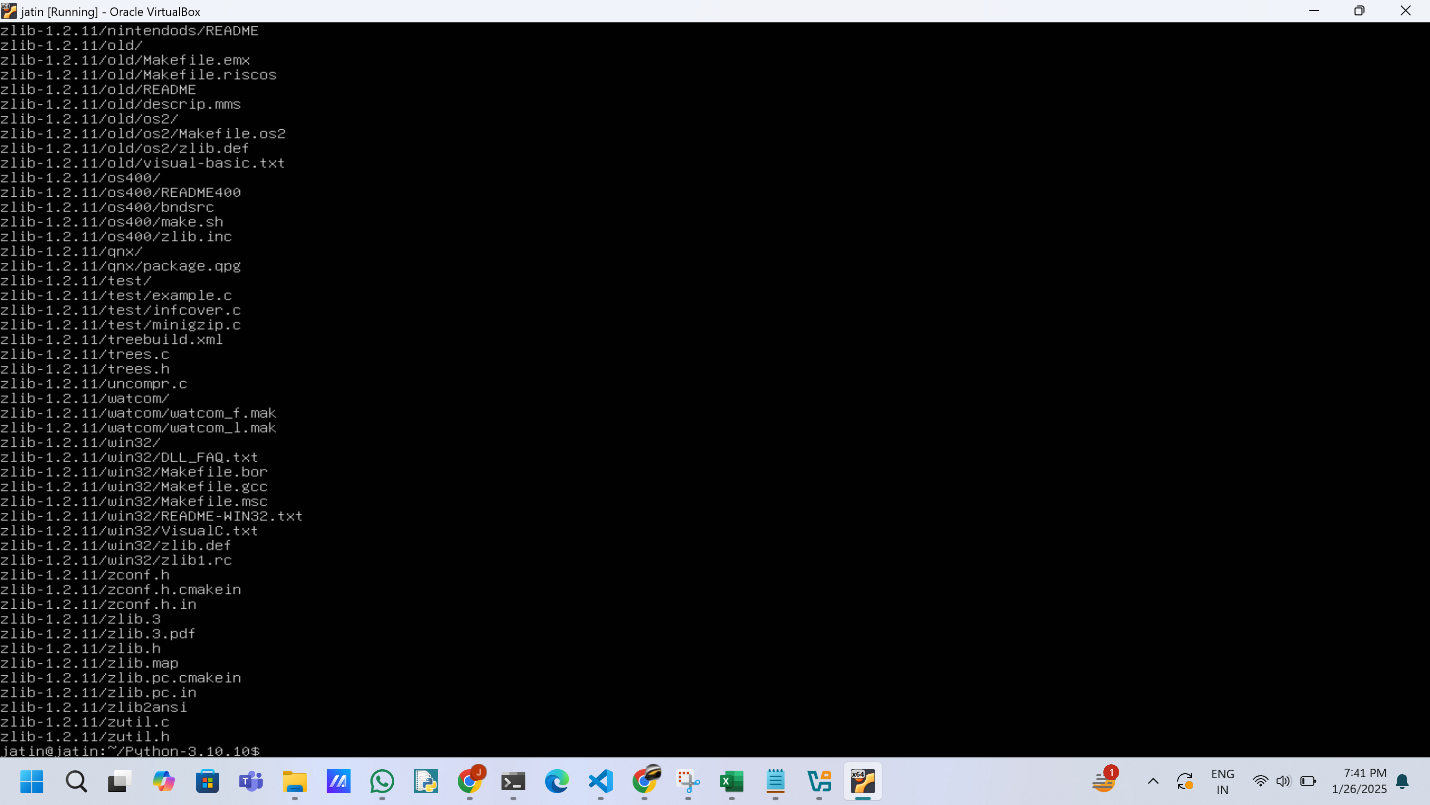 jatin [Running] - Oracle VirtualBox
zlib-1.2.11/nintendods/README
zlib-1.2.11/old/
zlib-1.2.11/old/Makefile.emx
zlib-1.2.11/old/Makefile.riscos
zlib-1.2.11/old/README
zlib-1.2.11/old/descrip.mms
zlib-1.2.11/old/os2/
zlib-1.2.11/old/os2/Makefile.os2
zlib-1.2.11/old/os2/zlib.def
zlib-1.2.11/old/visual-basic.txt
zlib-1.2.11/os400/
zlib-1.2.11/os400/README400
zlib-1.2.11/os400/bndsrc
zlib-1.2.11/os400/make.sh
zlib-1.2.11/os400/zlib.inc
zlib-1.2.11/qnx/
zlib-1.2.11/qnx/package.qpg
zlib-1.2.11/test/
zlib-1.2.11/test/example.c
zlib-1.2.11/test/infcover.c
zlib-1.2.11/test/minigzip.c
zlib-1.2.11/treebuild.xml
zlib-1.2.11/trees.c
zlib-1.2.11/trees.h
zlib-1.2.11/uncompr.c
zlib-1.2.11/watcom/
zlib-1.2.11/watcom/watcom_f.mak
zlib-1.2.11/watcom/watcom_l.mak
zlib-1.2.11/win32/
zlib-1.2.11/win32/DLL_FAQ.txt
zlib-1.2.11/win32/Makefile.bor
zlib-1.2.11/win32/Makefile.gcc
zlib-1.2.11/win32/Makefile.msc
zlib-1.2.11/win32/README-WIN32.txt
zlib-1.2.11/win32/VisualC.txt
zlib-1.2.11/win32/zlib.def
zlib-1.2.11/win32/zlib1.rc
zlib-1.2.11/zconf.h
zlib-1.2.11/zconf.h.cmakein
zlib-1.2.11/zconf.h.in
zlib-1.2.11/zlib.3
zlib-1.2.11/zlib.3.pdf
zlib-1.2.11/zlib.h
zlib-1.2.11/zlib.map
zlib-1.2.11/zlib.pc.cmakein
zlib-1.2.11/zlib.pc.in
zlib-1.2.11/zlib2ansi
zlib-1.2.11/zutil.c
zlib-1.2.11/zutil.h
jatin@jatin:~/Python-3.10.10$
J
X64
1
ENG
IN
7:41 PM
1/26/2025